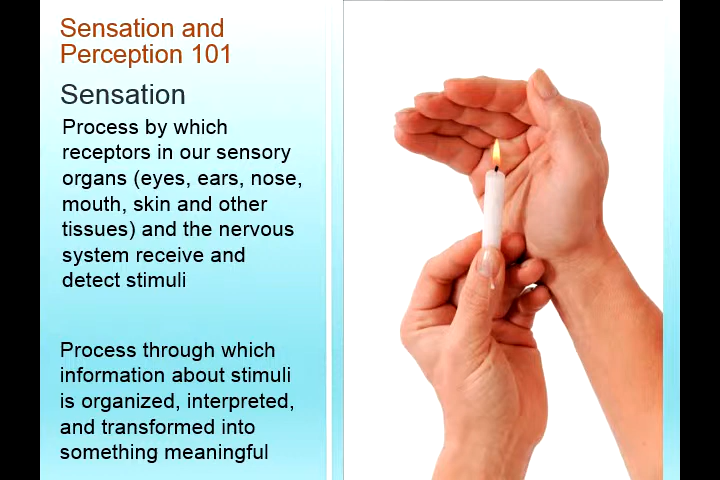 Sensation and
Perception 101
Sensation
Process by which
receptors in our sensory
organs (eyes, ears, nose,
mouth, skin and other
tissues) and the nervous
system receive and
detect stimuli
Process through which
information about stimuli
is organized, interpreted,
and transformed into
something meaningful